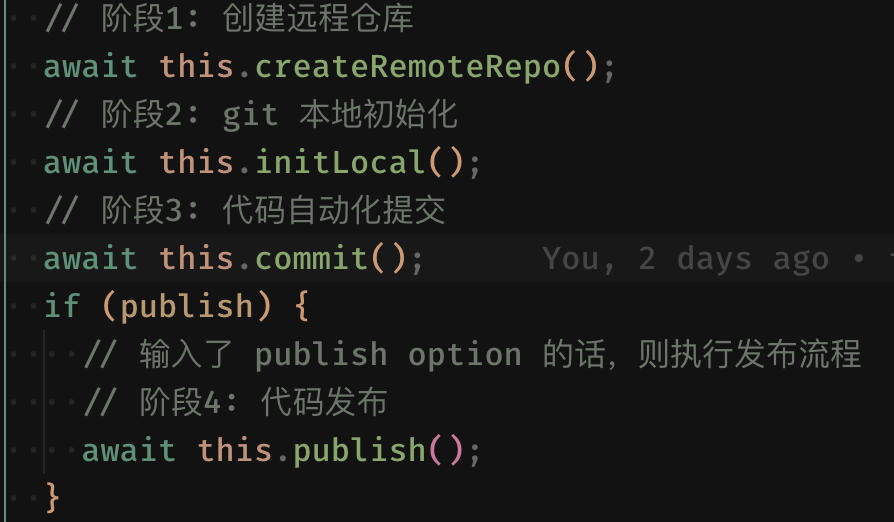 // 阶段1: 创建远程仓库
await this.createRemoteRepo();
// 阶段2: git 本地初始化
await this.initLocal();
// 阶段3: 代码自动化提交
await this.commit(); You, 2 days ago •
if (publish) {
// 输入了 publish option 的话, 则执行发布流程
// 阶段4: 代码发布
await this.publish();
}